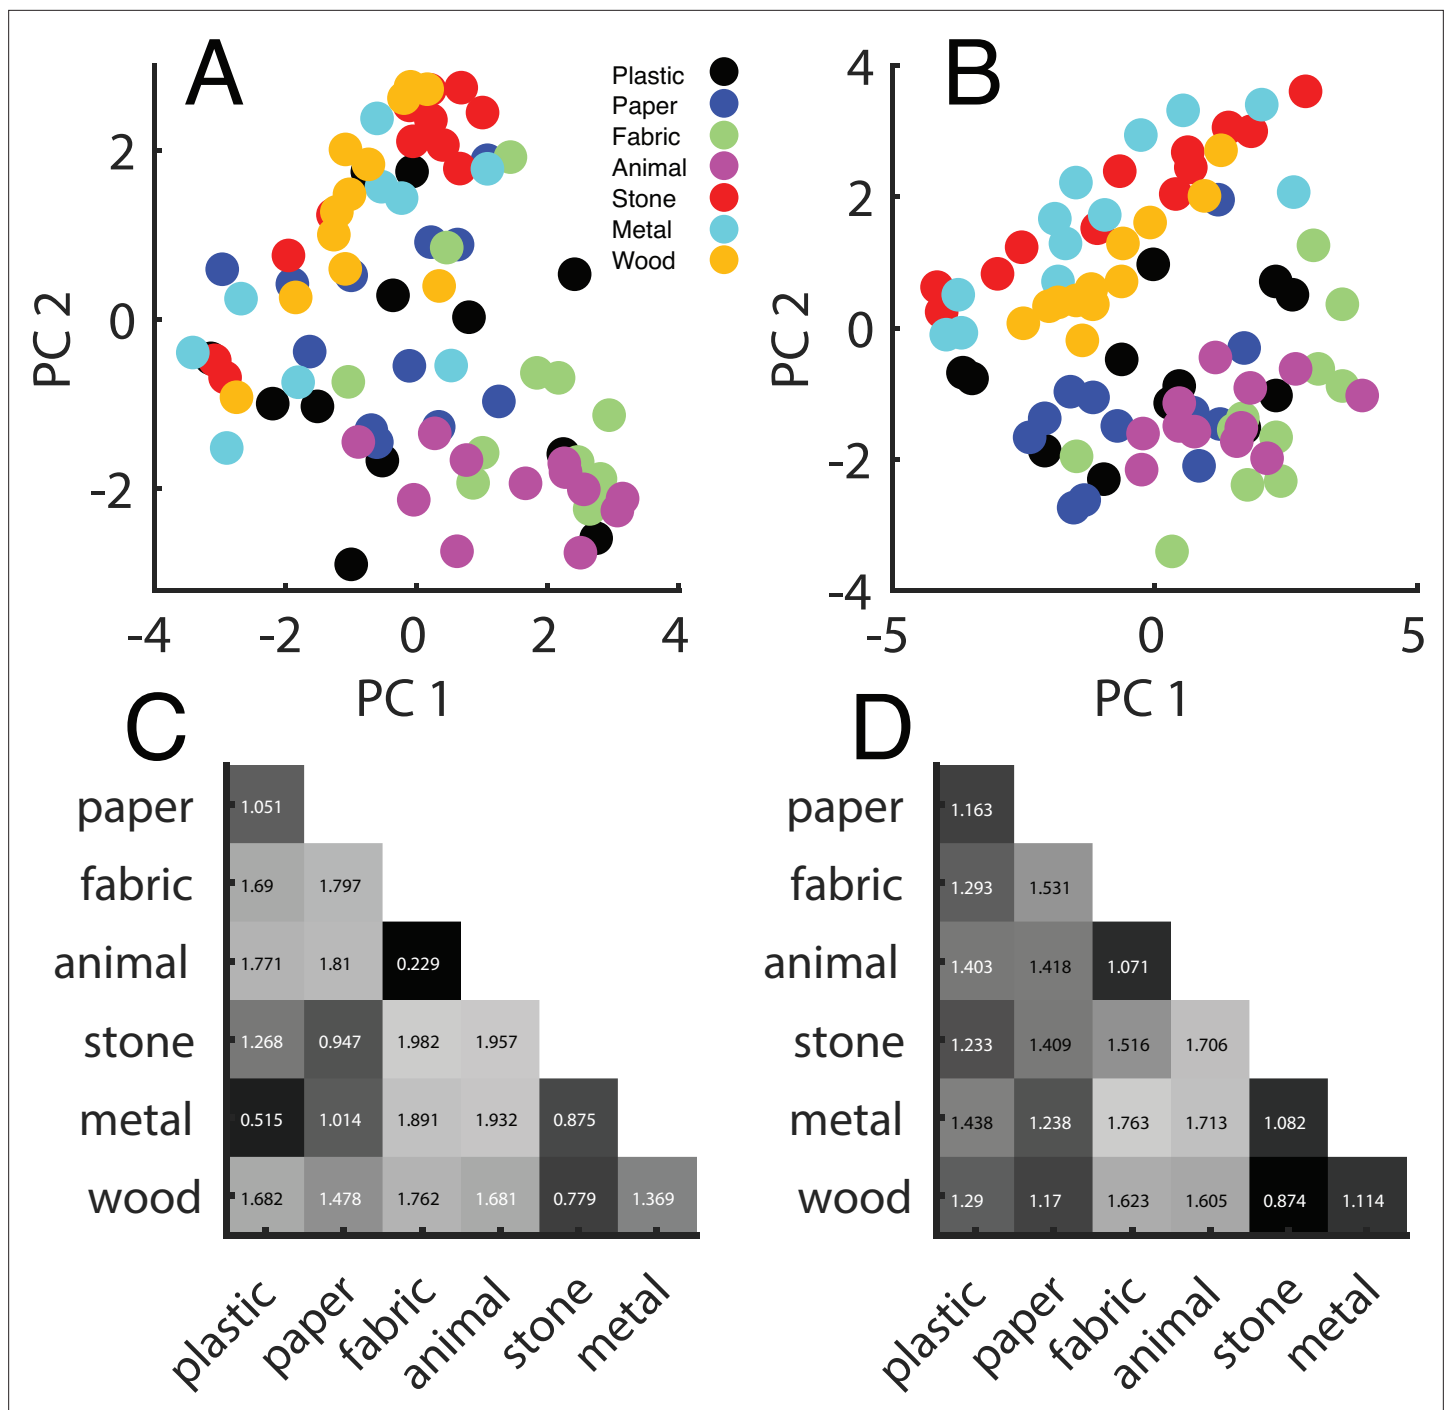 A
B
Plastic
Paper
Fabric
Animal
Stone
Metal
Wood
PC 2
2
0
-2
-4
-2
0
2
4
PC 1
PC 2
4
2
0
-2
-4
-5
0
5
PC 1
C
paper
1.051
fabric
1.69 1.797
animal
1.771 1.81 0.229
stone
1.268 0.947 1.982 1.957
metal
0.515 1.014 1.891 1.932 0.875
wood
1.682 1.478 1.762 1.681 0.779 1.369
plastic
paper
fabric
animal
stone
metal
D
paper
1.163
fabric
1.293 1.531
animal
1.403 1.418 1.071
stone
1.233 1.409 1.516 1.706
metal
1.438 1.238 1.763 1.713 1.082
wood
1.29 1.17 1.623 1.605 0.874 1.114
plastic
paper
fabric
animal
stone
metal